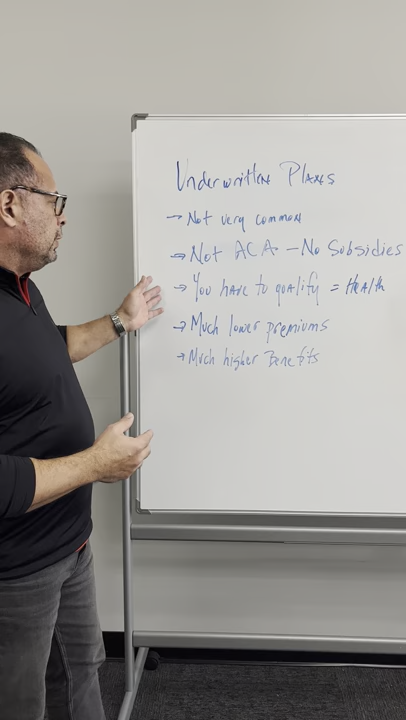 Underwritten Plans
→ Not very common
→ Not ACA - No Subsidies
→ You have to qualify = Health
→ Much lower premiums
→ Much higher Benefits